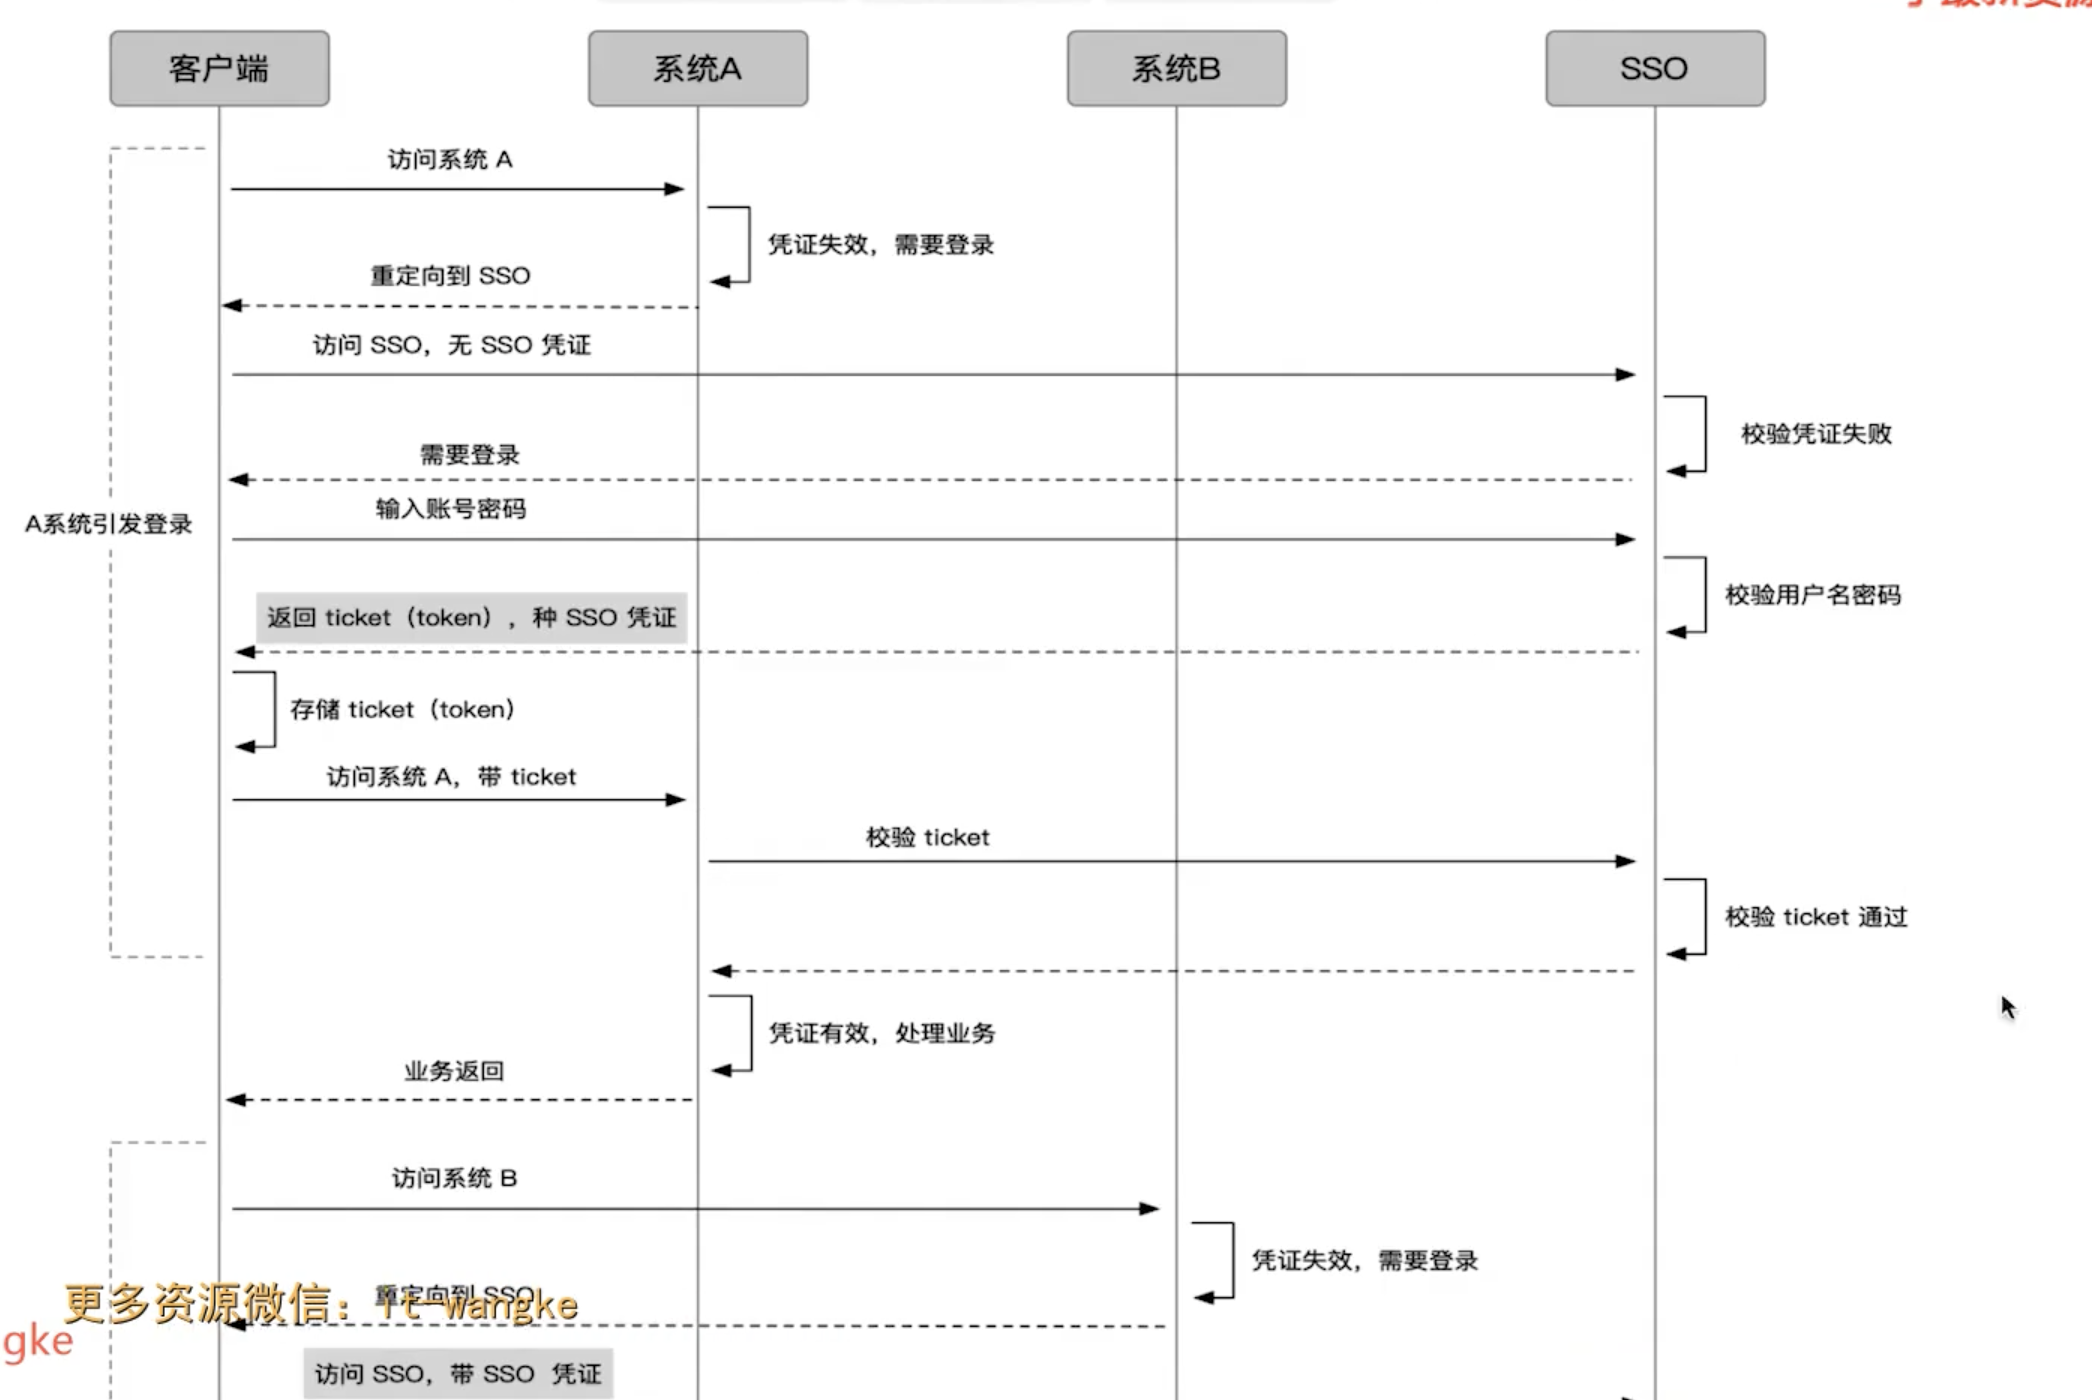 客户端
系统A
系统B
SSO
访问系统 A
凭证失效，需要登录
重定向到 SSO
访问 SSO，无 SSO 凭证
校验凭证失败
需要登录
输入账号密码
A系统引发登录
校验用户名密码
返回 ticket（token），种 SSO 凭证
存储 ticket（token）
访问系统 A，带 ticket
校验 ticket
校验 ticket 通过
凭证有效，处理业务
业务返回
访问系统 B
凭证失效，需要登录
重定向到 SSO
更多资源微信：it-wangke
gke
访问 SSO，带 SSO 凭证